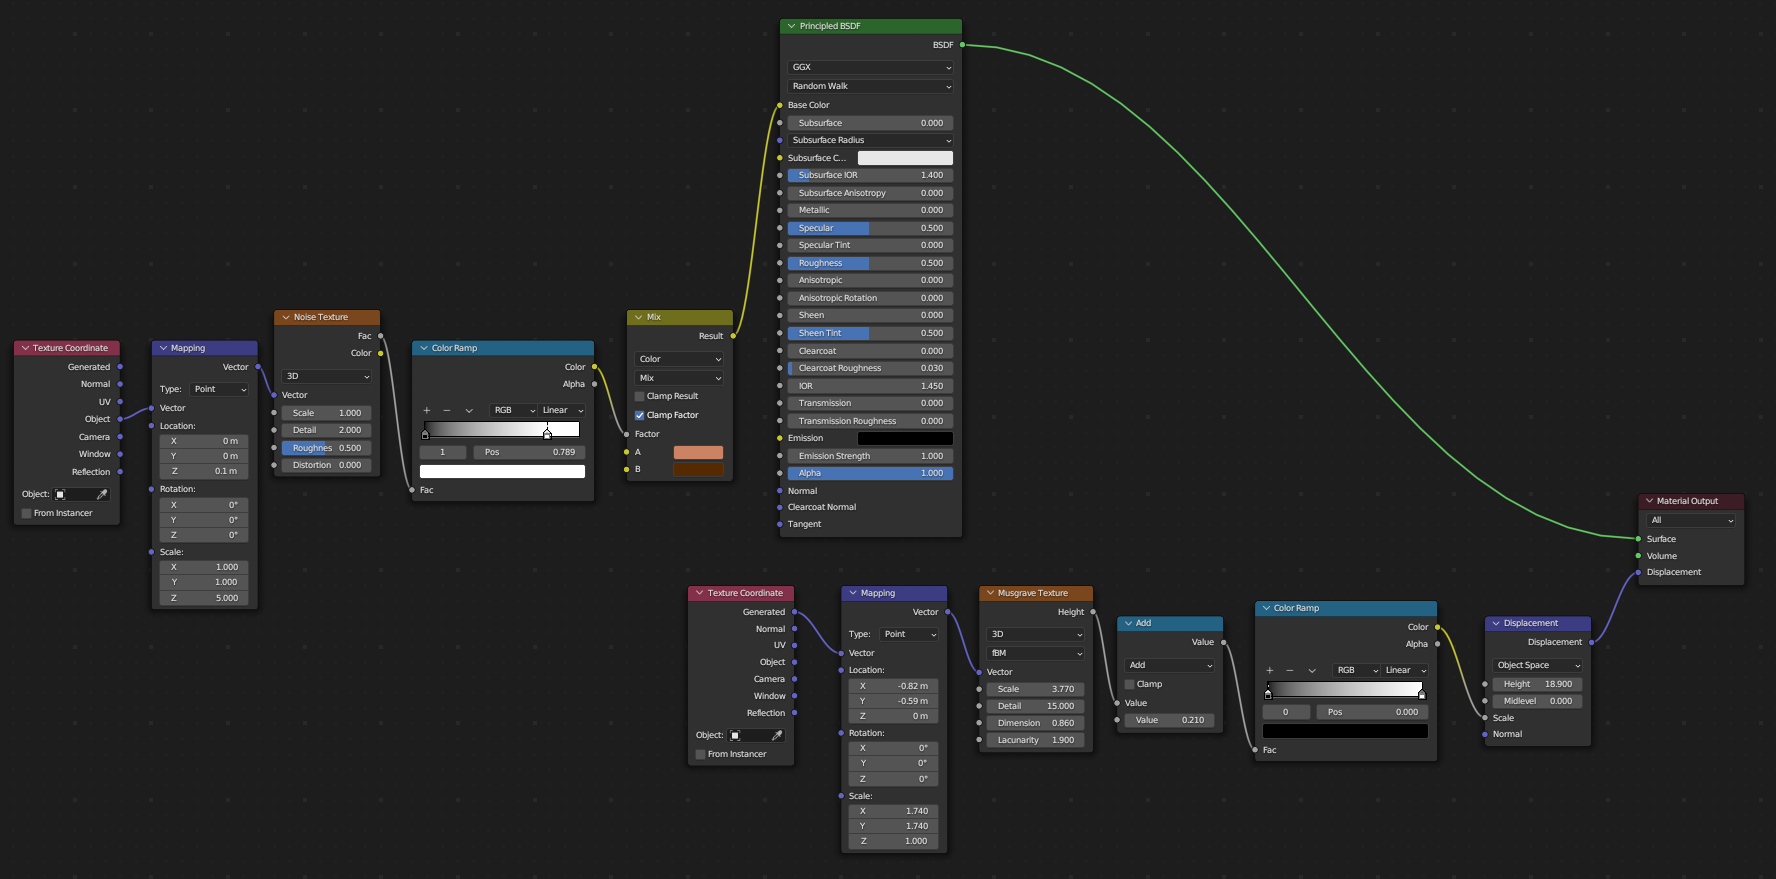 Principled BSDF
BSDF
GGX
Random Walk
Base Color
Subsurface 0.000
Subsurface Radius
Subsurface C...
Subsurface IOR 1.400
Subsurface Anisotropy 0.000
Metallic 0.000
Specular 0.500
Specular Tint 0.000
Roughness 0.500
Anisotropic 0.000
Anisotropic Rotation 0.000
Sheen 0.000
Sheen Tint 0.500
Clearcoat 0.000
Clearcoat Roughness 0.030
IOR 1.450
Transmission 0.000
Transmission Roughness 0.000
Emission
Emission Strength 1.000
Alpha 1.000
Normal
Clearcoat Normal
Tangent
Texture Coordinate
Generated
Normal
UV
Object
Camera
Window
Reflection
Object:
From Instancer
Mapping
Vector
Type: Point
Vector
Location:
X 0 m
Y 0 m
Z 0.1 m
Rotation:
X 0°
Y 0°
Z 0°
Scale:
X 1.000
Y 1.000
Z 5.000
Noise Texture
Fac
Color
3D
Vector
Scale 1.000
Detail 2.000
Roughnes 0.500
Distortion 0.000
Color Ramp
Color
Alpha
RGB Linear
1 Pos 0.789
Fac
Mix
Result
Color
Mix
Clamp Result
Clamp Factor
Factor
A
B
Texture Coordinate
Generated
Normal
UV
Object
Camera
Window
Reflection
Object:
From Instancer
Mapping
Vector
Type: Point
Vector
Location:
X -0.82 m
Y -0.59 m
Z 0 m
Rotation:
X 0°
Y 0°
Z 0°
Scale:
X 1.740
Y 1.740
Z 1.000
Musgrave Texture
Height
3D
fBM
Vector
Scale 3.770
Detail 15.000
Dimension 0.860
Lacunarity 1.900
Add
Value
Add
Clamp
Value
Value 0.210
Color Ramp
Color
Alpha
RGB Linear
0 Pos 0.000
Fac
Displacement
Displacement
Object Space
Height 18.900
Midlevel 0.000
Scale
Normal
Material Output
All
Surface
Volume
Displacement